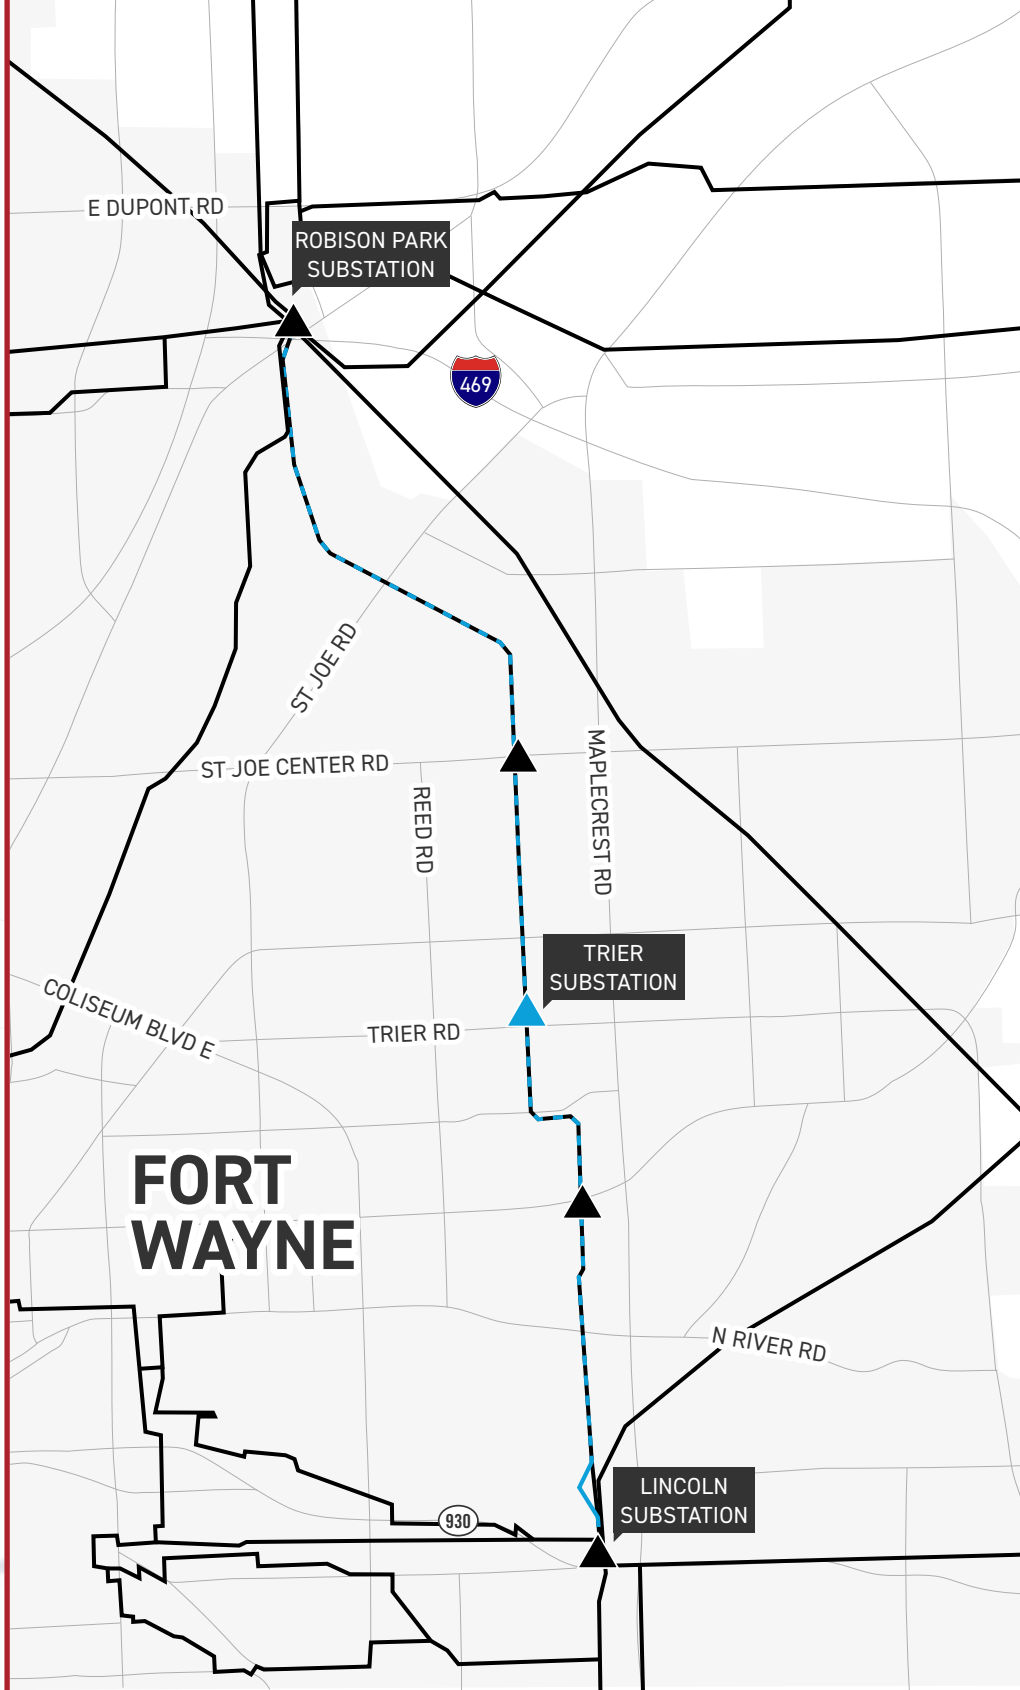 E DUPONT RD
ROBISON PARK
SUBSTATION
469
ST JOE RD
ST JOE CENTER RD
REED RD
MAPLECREST RD
TRIER
SUBSTATION
COLISEUM BLVD E
TRIER RD
FORT
WAYNE
N RIVER RD
LINCOLN
SUBSTATION
930